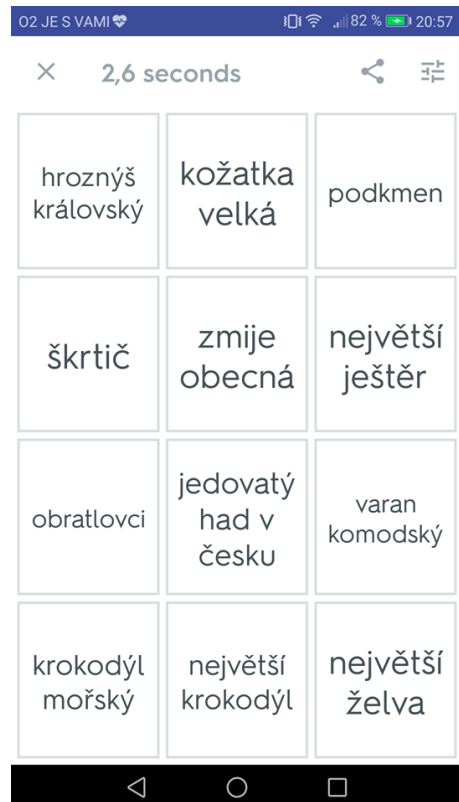 O2 JE S VAMI 82 % 20:57
2,6 seconds
hroznýš
královský
kožatka
velká
podkmen
škrtič
zmije
obecná
největší
ještěr
obratlovci
jedovatý
had v
česku
varan
komodský
krokodýl
mořský
největší
krokodýl
největší
želva